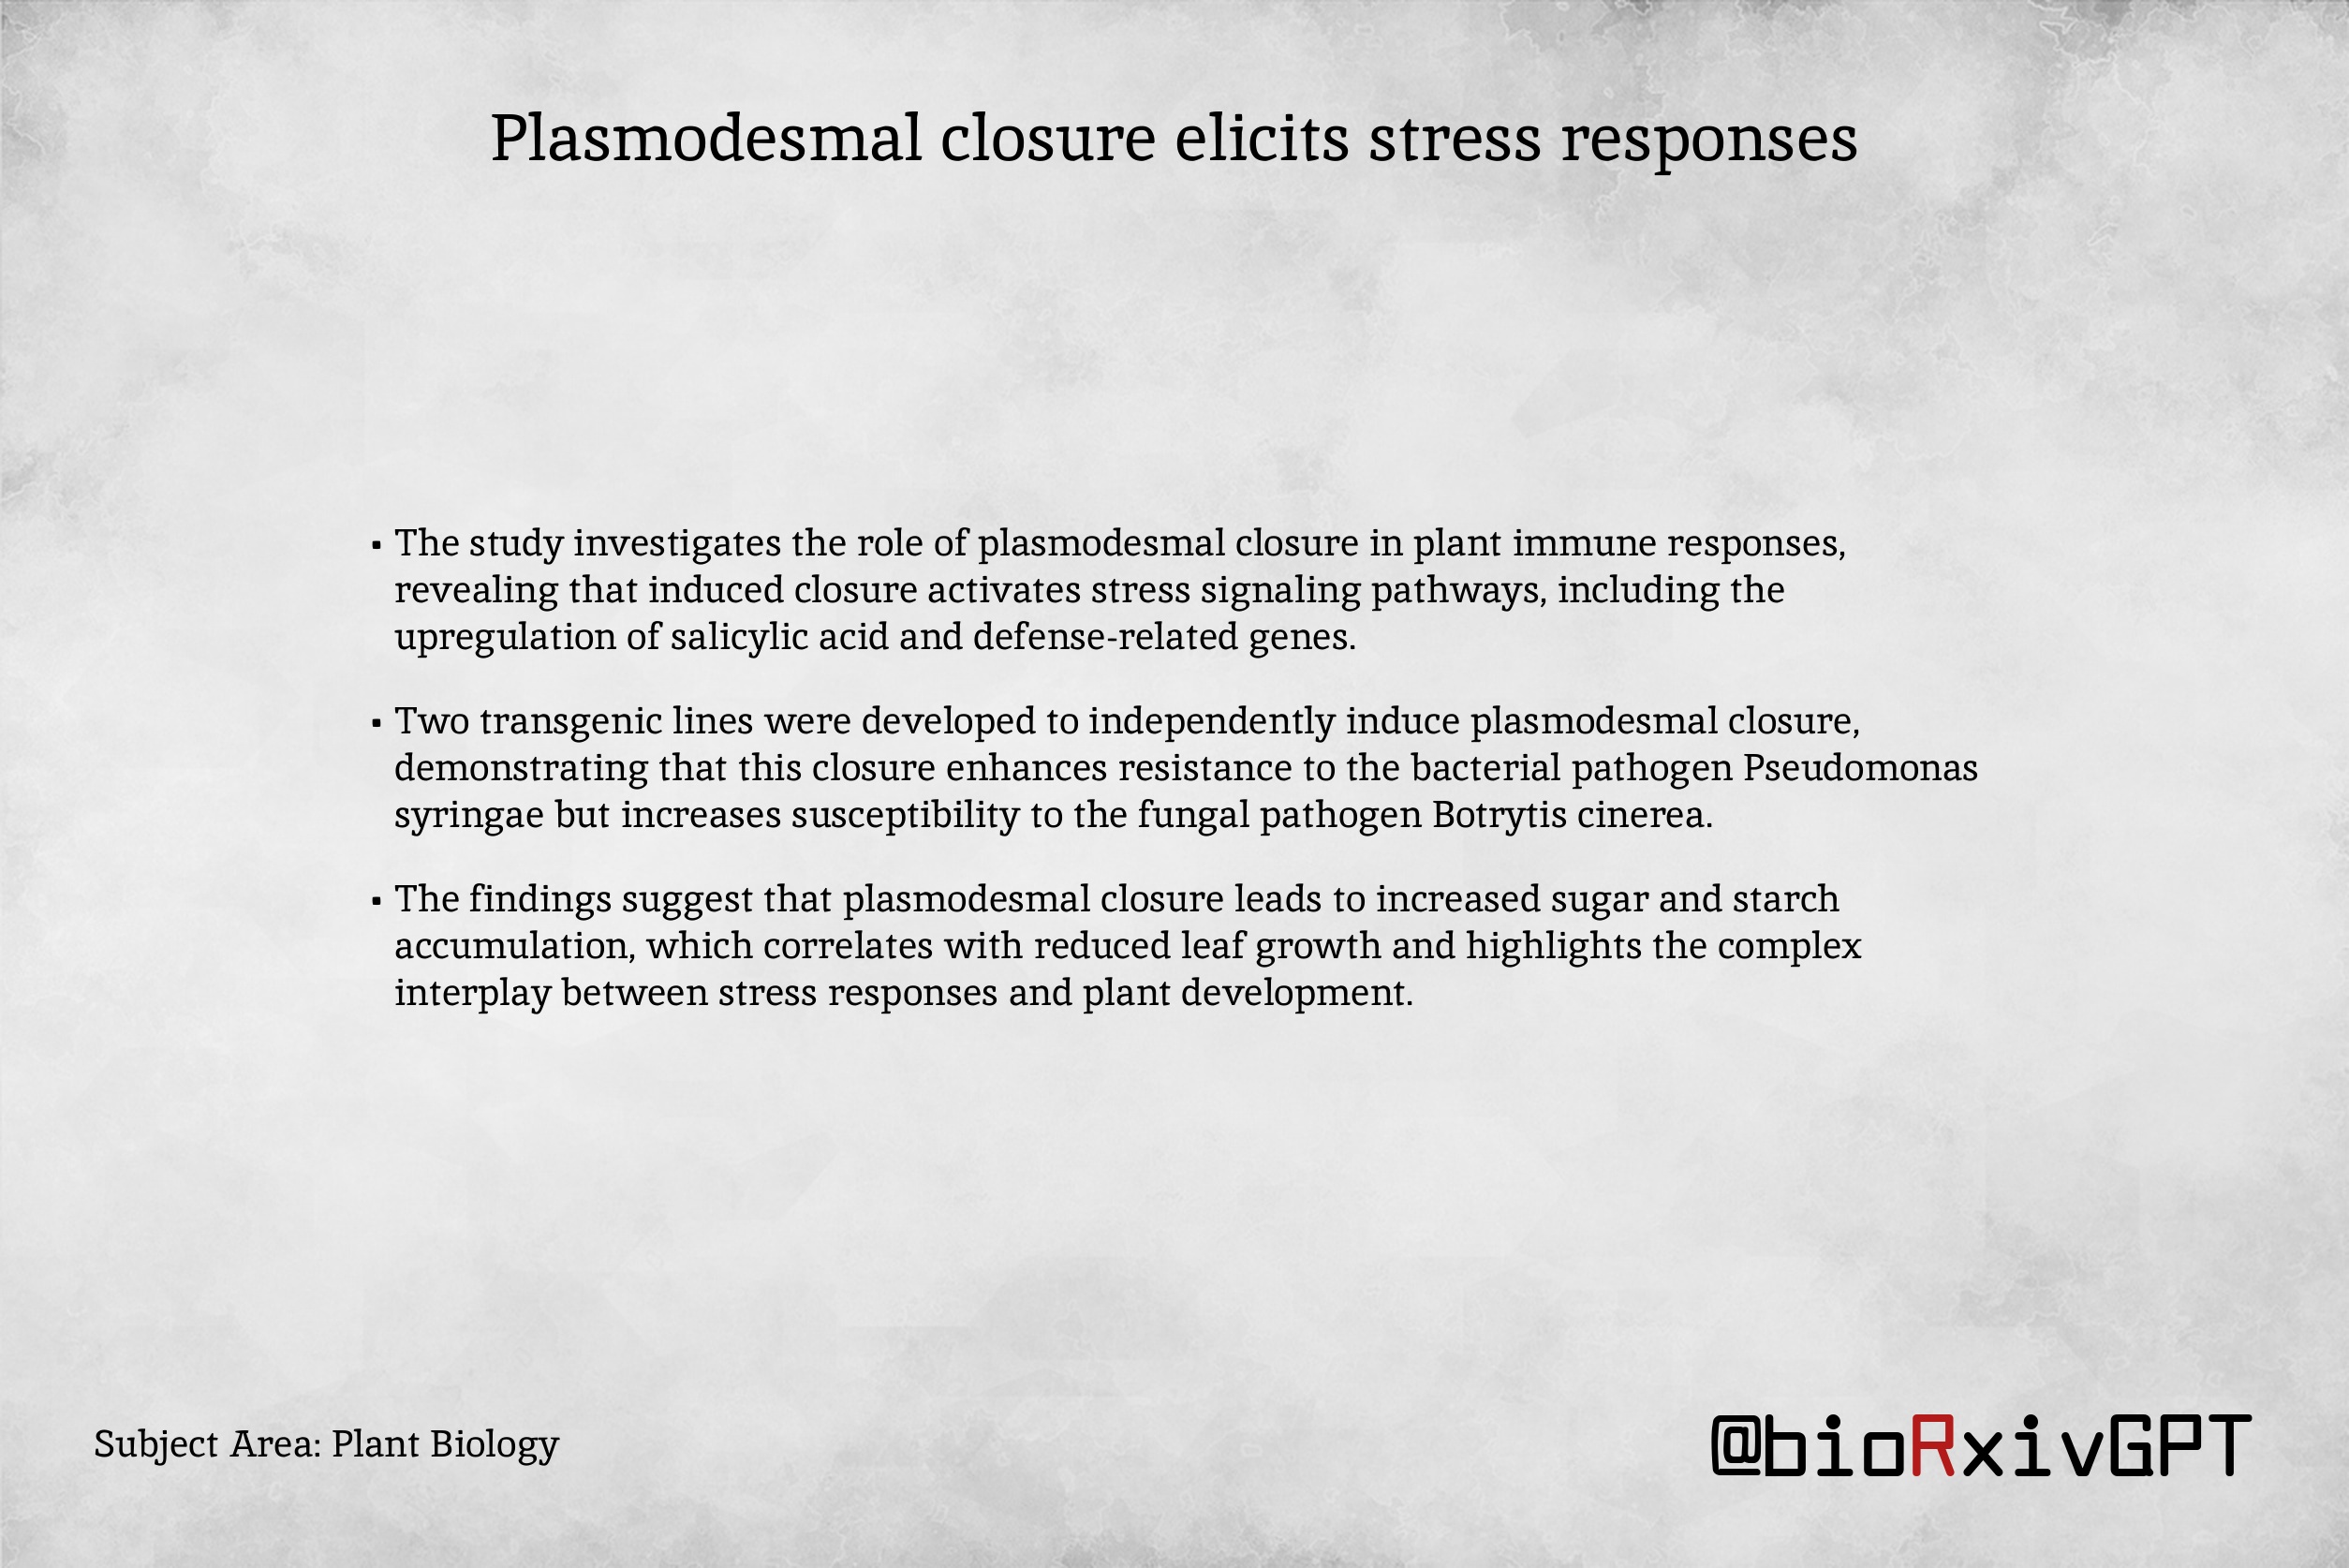 Plasmodesmal closure elicits stress responses
▪ The study investigates the role of plasmodesmal closure in plant immune responses,
revealing that induced closure activates stress signaling pathways, including the
upregulation of salicylic acid and defense-related genes.
▪ Two transgenic lines were developed to independently induce plasmodesmal closure,
demonstrating that this closure enhances resistance to the bacterial pathogen Pseudomonas
syringae but increases susceptibility to the fungal pathogen Botrytis cinerea.
▪ The findings suggest that plasmodesmal closure leads to increased sugar and starch
accumulation, which correlates with reduced leaf growth and highlights the complex
interplay between stress responses and plant development.
Subject Area: Plant Biology
@bioRxivGPT